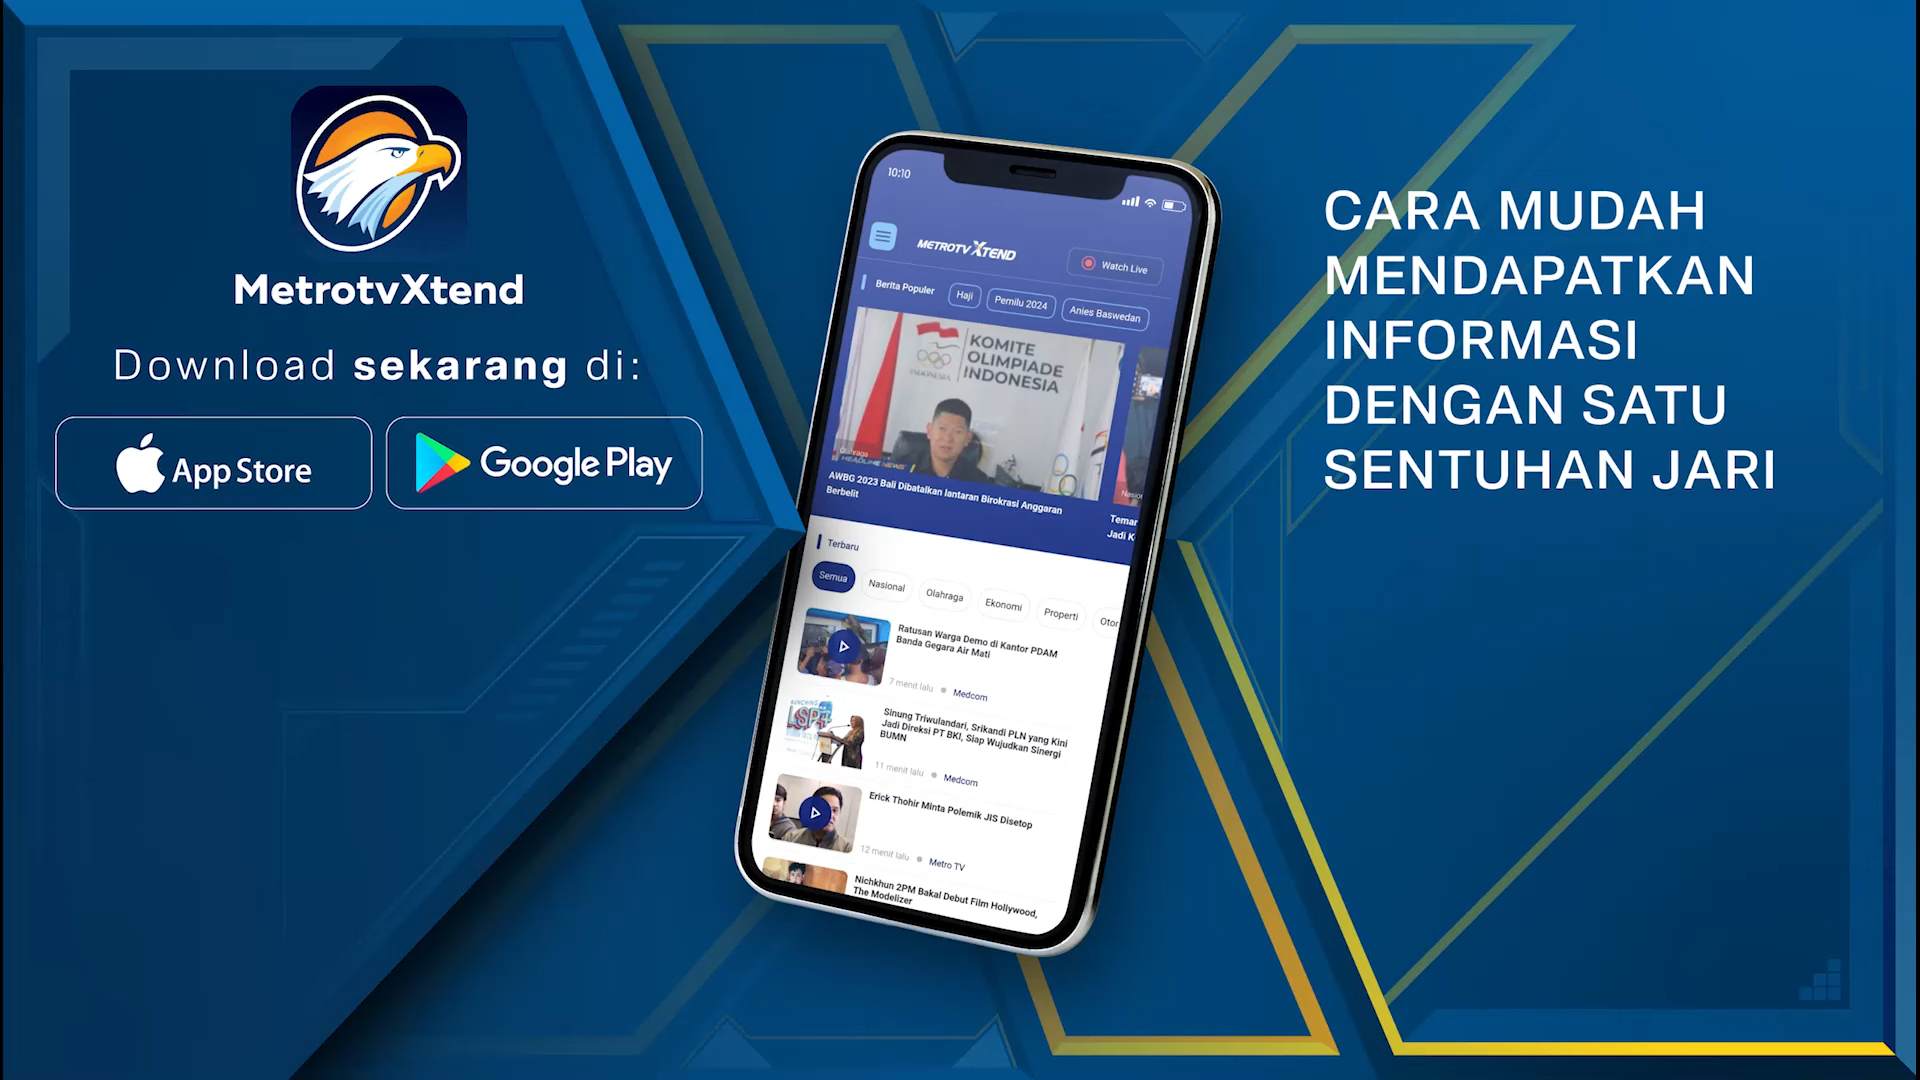 MetrotvXtend
Download sekarang di:
App Store
Google Play
10:10
METROTV XTEND
Watch Live
Berita Populer
Haji
Pemilu 2024
Anies Baswedan
KOMITE
OLIMPIADE
INDONESIA
INDONESIA
Olahraga
HEADLINE NEWS
AWBG 2023 Bali Dibatalkan lantaran Birokrasi Anggaran
Berbelit
Terbaru
Semua
Nasional
Olahraga
Ekonomi
Properti
Ratusan Warga Demo di Kantor PDAM
Banda Gegara Air Mati
7 menit lalu
Medcom
Sinung Triwulandari, Srikandi PLN yang Kini
Jadi Direksi PT BKI, Siap Wujudkan Sinergi
BUMN
11 menit lalu
Medcom
Erick Thohir Minta Polemik JIS Disetop
12 menit lalu
Metro TV
Nichkhun 2PM Bakal Debut Film Hollywood,
The Modelizer
CARA MUDAH
MENDAPATKAN
INFORMASI
DENGAN SATU
SENTUHAN JARI